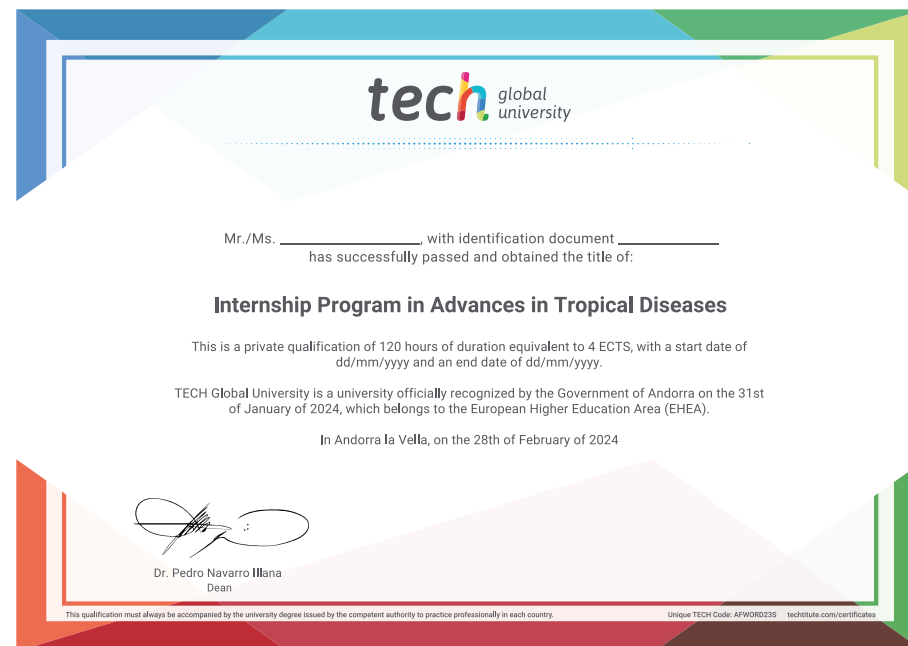 tech global
university
Mr./Ms. ____________________, with identification document ______________
has successfully passed and obtained the title of:
Internship Program in Advances in Tropical Diseases
This is a private qualification of 120 hours of duration equivalent to 4 ECTS, with a start date of
dd/mm/yyyy and an end date of dd/mm/yyyy.
TECH Global University is a university officially recognized by the Government of Andorra on the 31st
of January of 2024, which belongs to the European Higher Education Area (EHEA).
In Andorra la Vella, on the 28th of February of 2024
Dr. Pedro Navarro Illana
Dean
This qualification must always be accompanied by the university degree issued by the competent authority to practice professionally in each country. Unique TECH Code: AFWORD23S techtitute.com/certificates